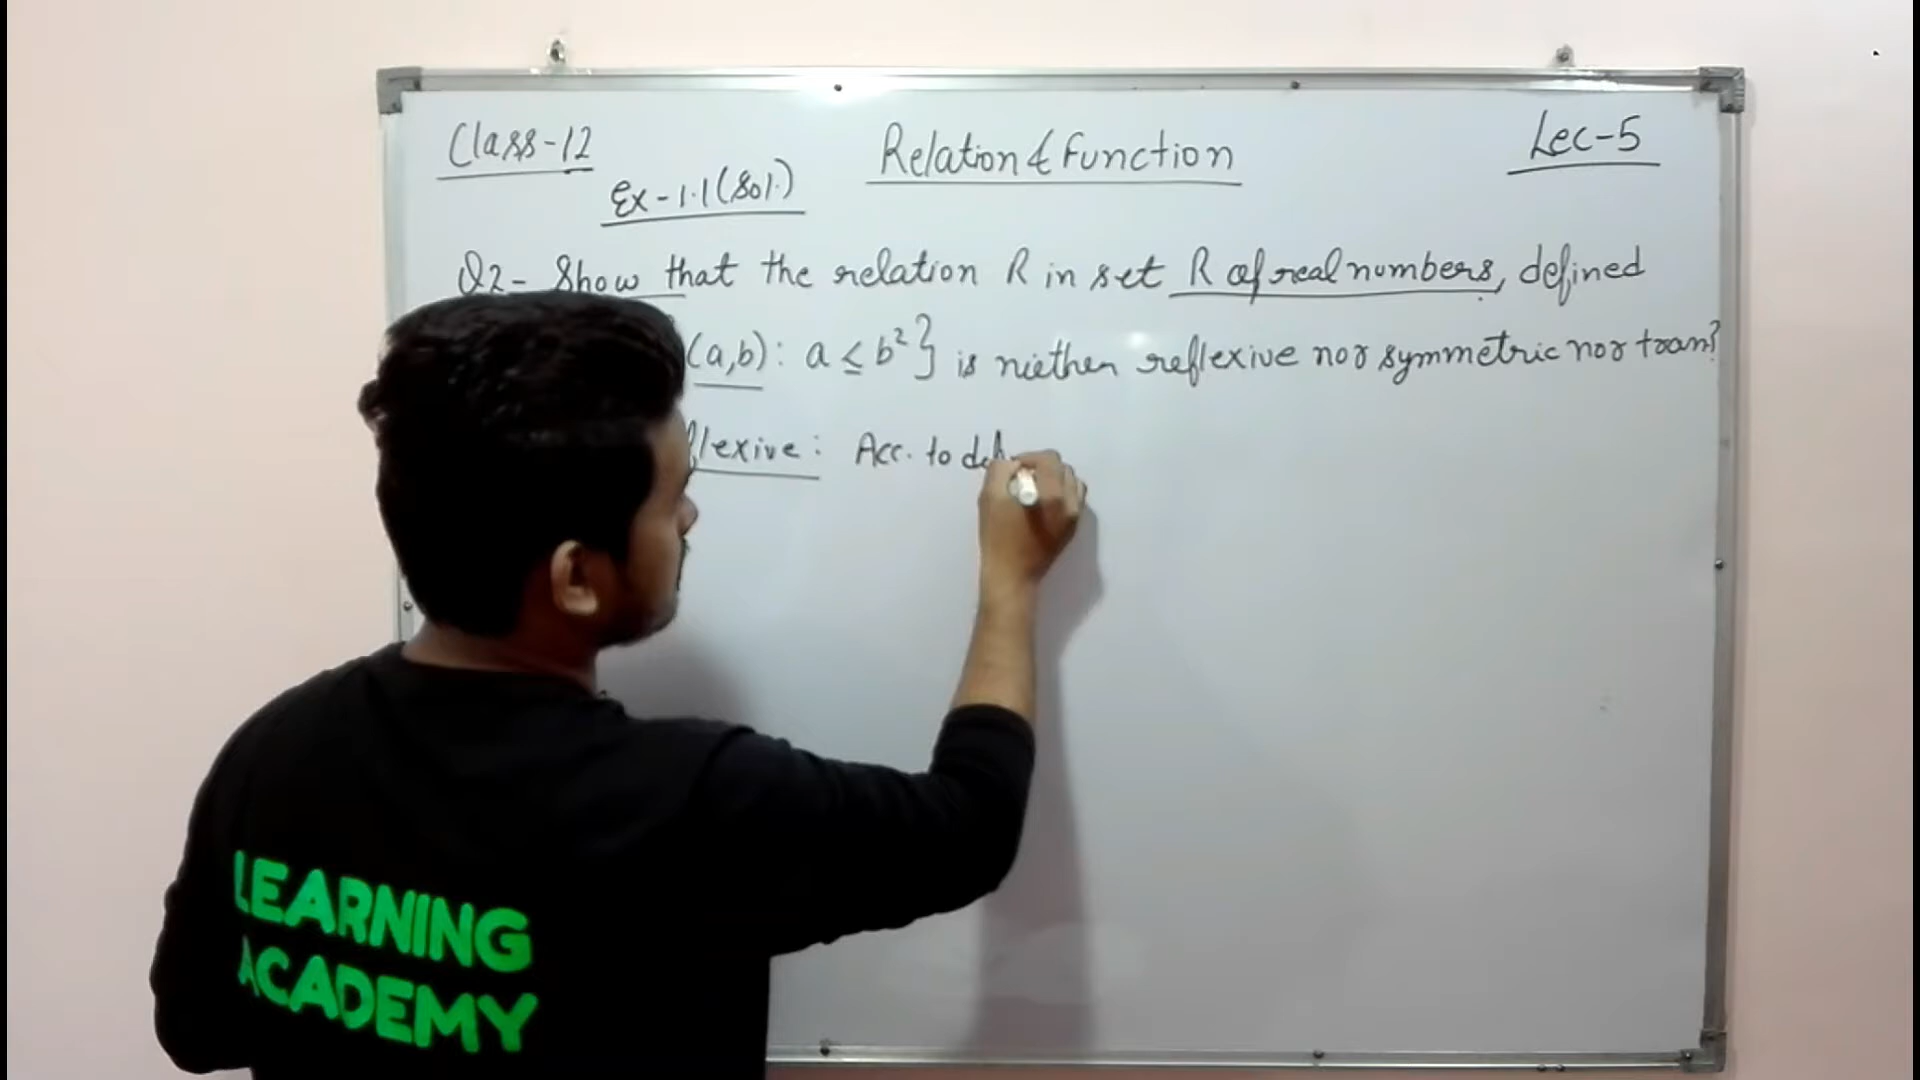 Class-12
Relation & Function
Lec-5
Ex-1.1(Sol.)
Q2- Show that the relation R in set R of real numbers, defined
(a,b): a ≤ b²} is niether reflexive nor symmetric nor tran?
flexive: Acc. to def
LEARNING
ACADEMY